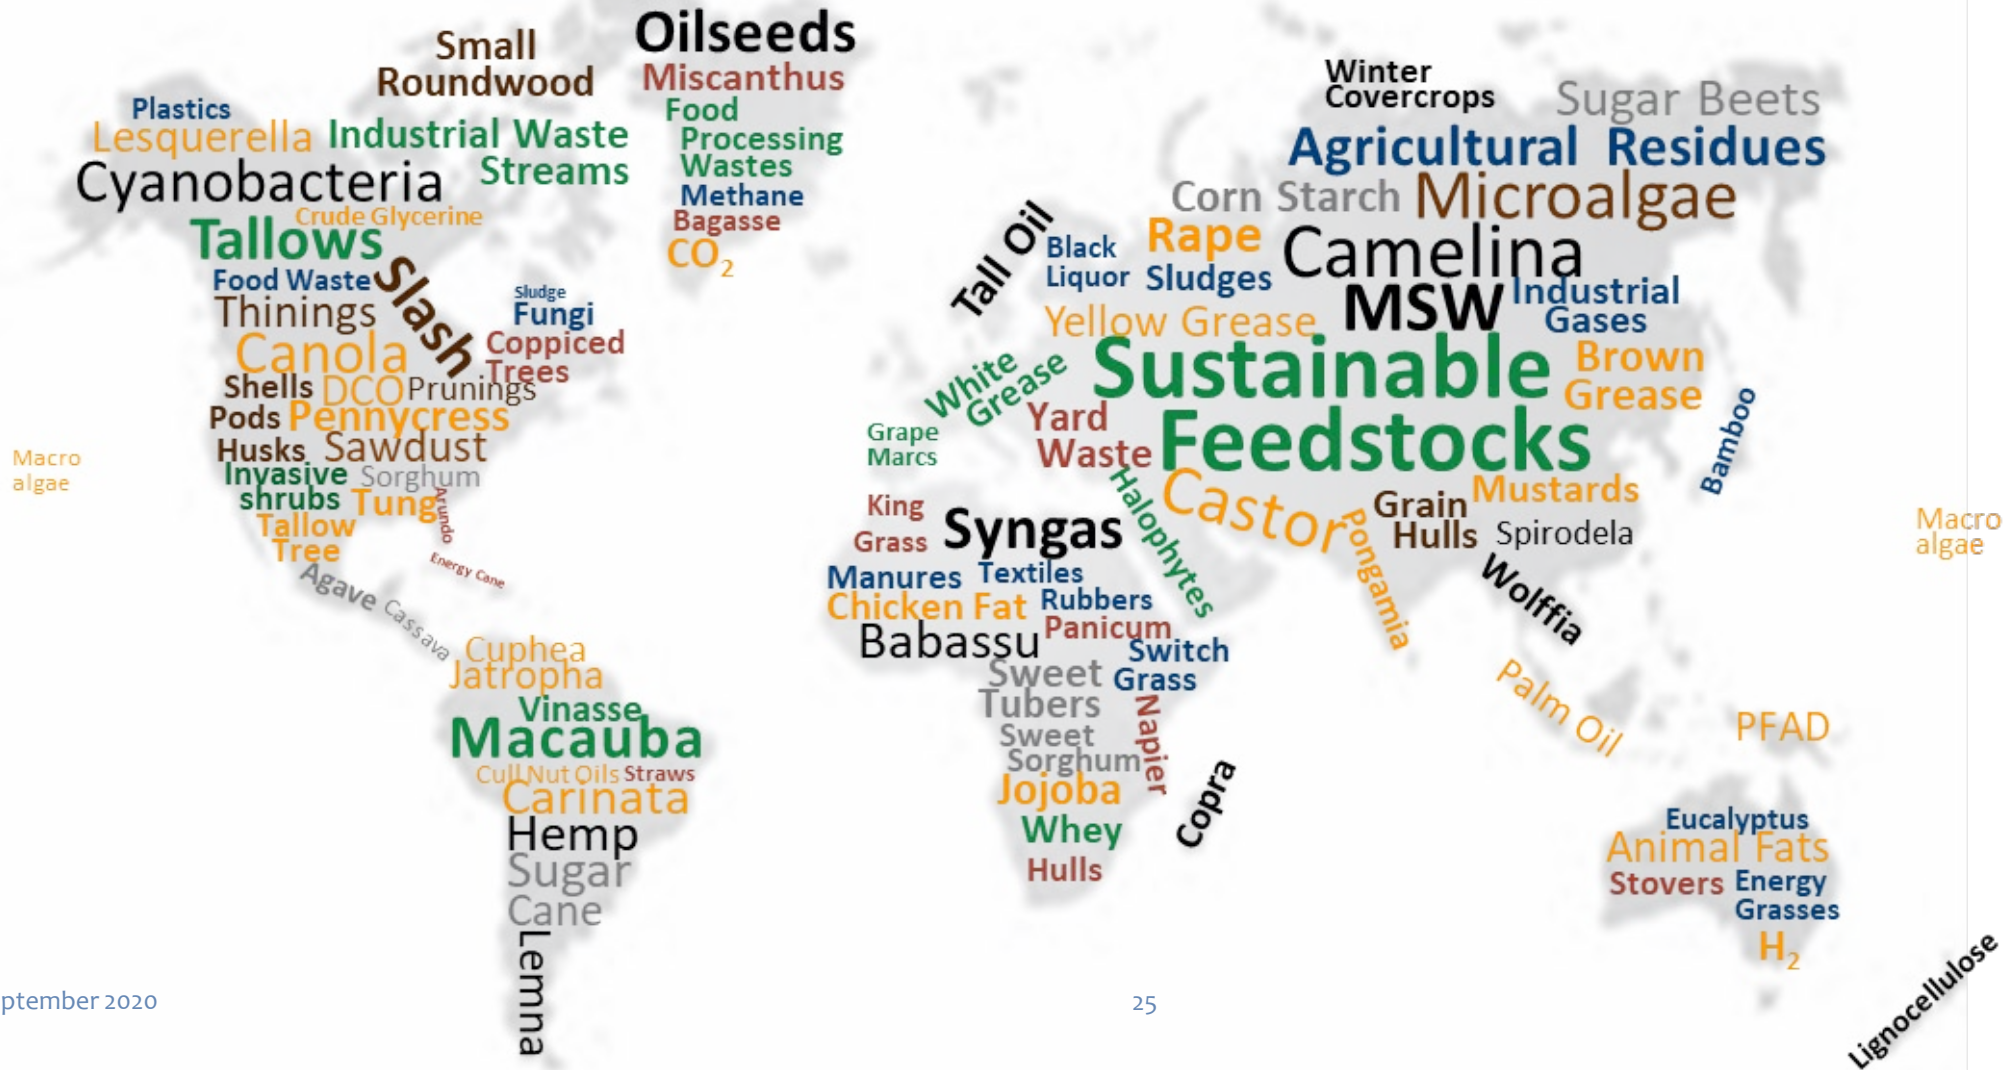 Small
Roundwood
Plastics
Lesquerella
Industrial Waste
Streams
Cyanobacteria
Crude Glycerine
Tallows
Food Waste
Slash
Thinings
Canola
Sludge
Fungi
Coppiced
Trees
Shells DCO Prunings
Pods Pennycress
Husks Sawdust
Invasive
shrubs
Sorghum
Tung
Arundo
Tallow
Tree
Energy Cane
Agave
Cassava
Macro
algae
Oilseeds
Miscanthus
Food
Processing
Wastes
Methane
Bagasse
CO2
Cuphea
Jatropha
Vinasse
Macauba
Cull Nut Oils Straws
Carinata
Hemp
Sugar
Cane
Lemna
Winter
Covercrops
Sugar Beets
Agricultural Residues
Corn Starch Microalgae
Tall Oil
Black
Liquor
Rape
Sludges
Camelina
Yellow Grease
MSW
Industrial
Gases
White
Grease
Sustainable
Feedstocks
Brown
Grease
Bamboo
Yard
Waste
Grape
Marcs
Halophytes
Castor
Pongamia
Grain
Hulls
Mustards
Spirodela
Wolffia
King
Grass
Syngas
Manures Textiles
Chicken Fat Rubbers
Babassu Panicum
Switch
Grass
Sweet
Tubers
Sweet
Sorghum
Napier
Jojoba
Whey
Hulls
Copra
Palm Oil
PFAD
Macro
algae
Eucalyptus
Animal Fats
Stovers Energy
Grasses
H2
Lignocellulose
ptember 2020
25